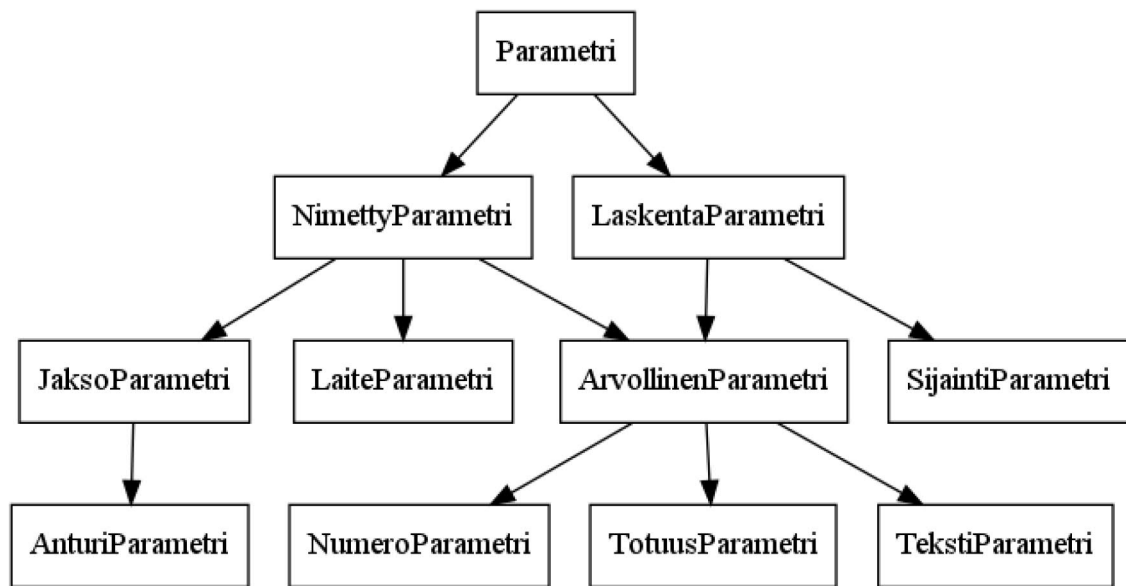 Parametri
NimettyParametri
LaskentaParametri
JaksoParametri
LaiteParametri
ArvollinenParametri
SijaintiParametri
AnturiParametri
NumeroParametri
TotuusParametri
TekstiParametri